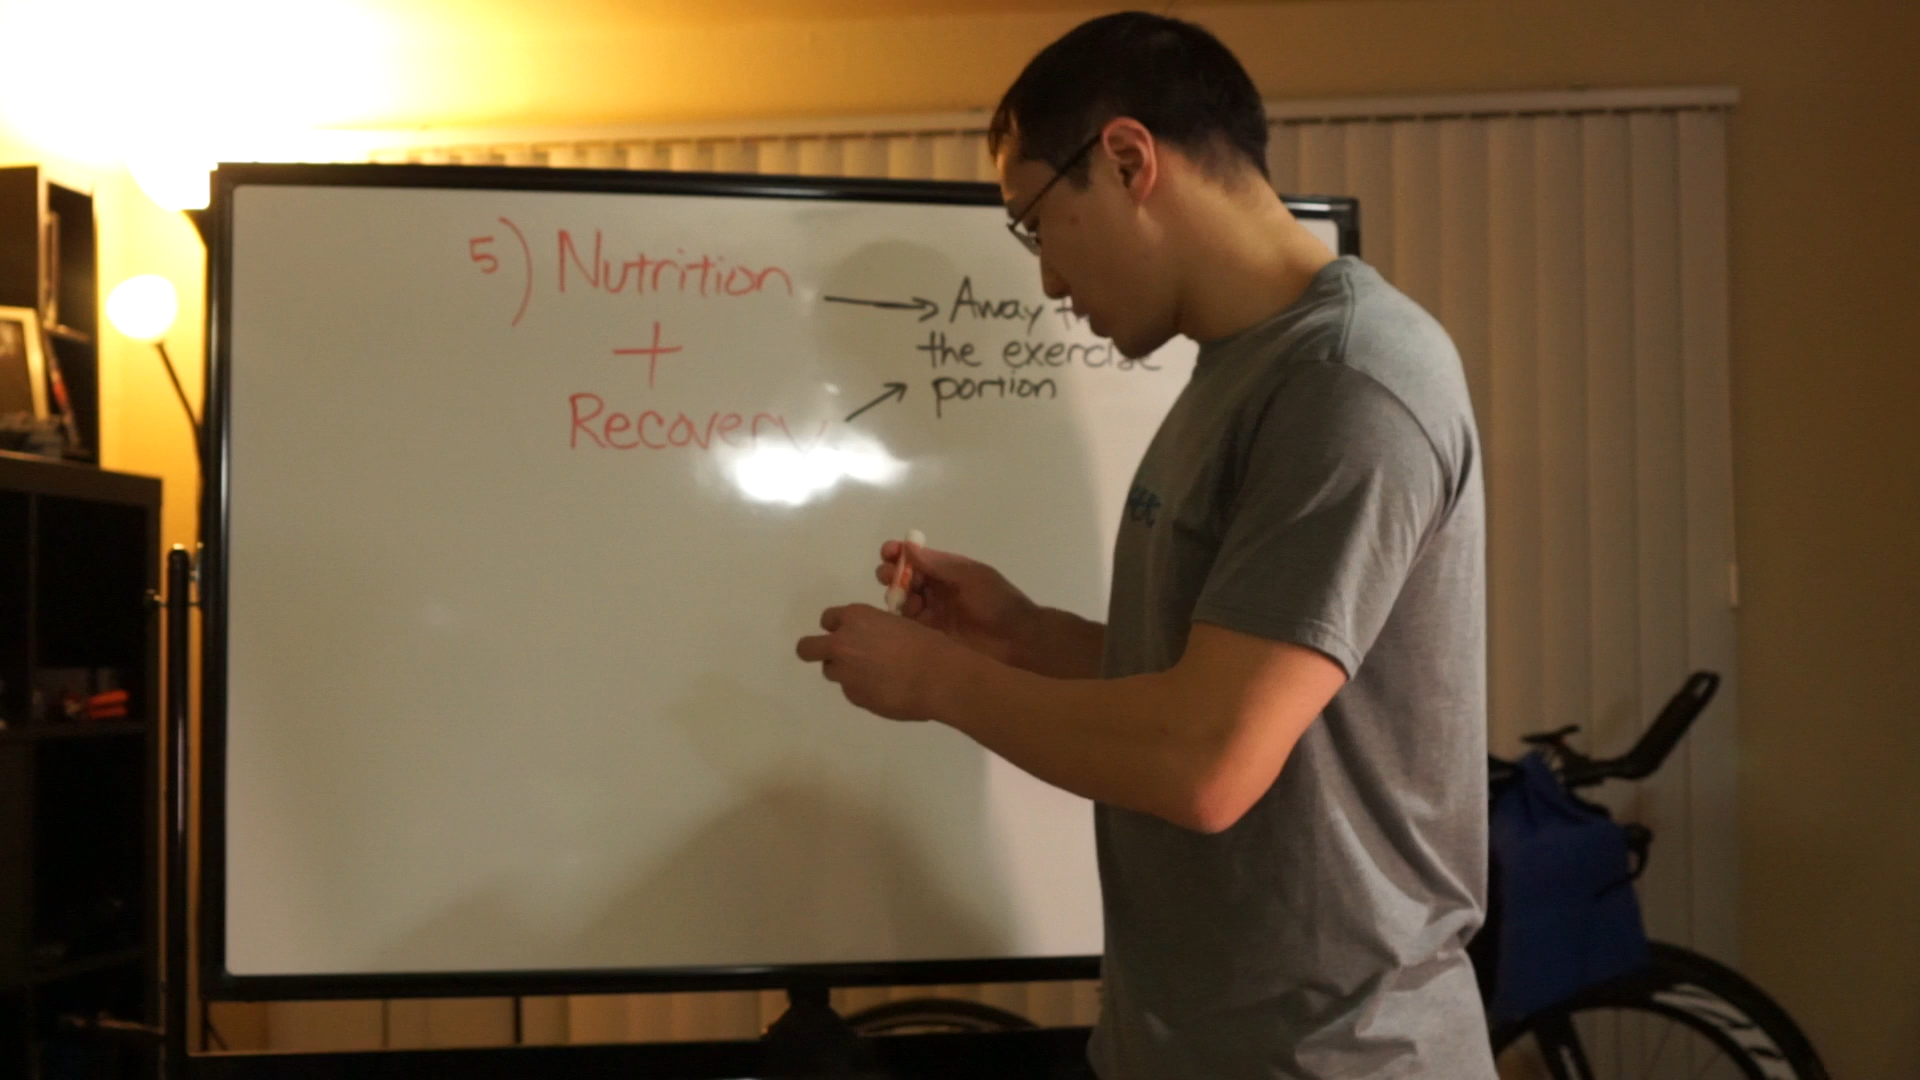 5) Nutrition
+
Recovery
→ Away
the exercise
portion